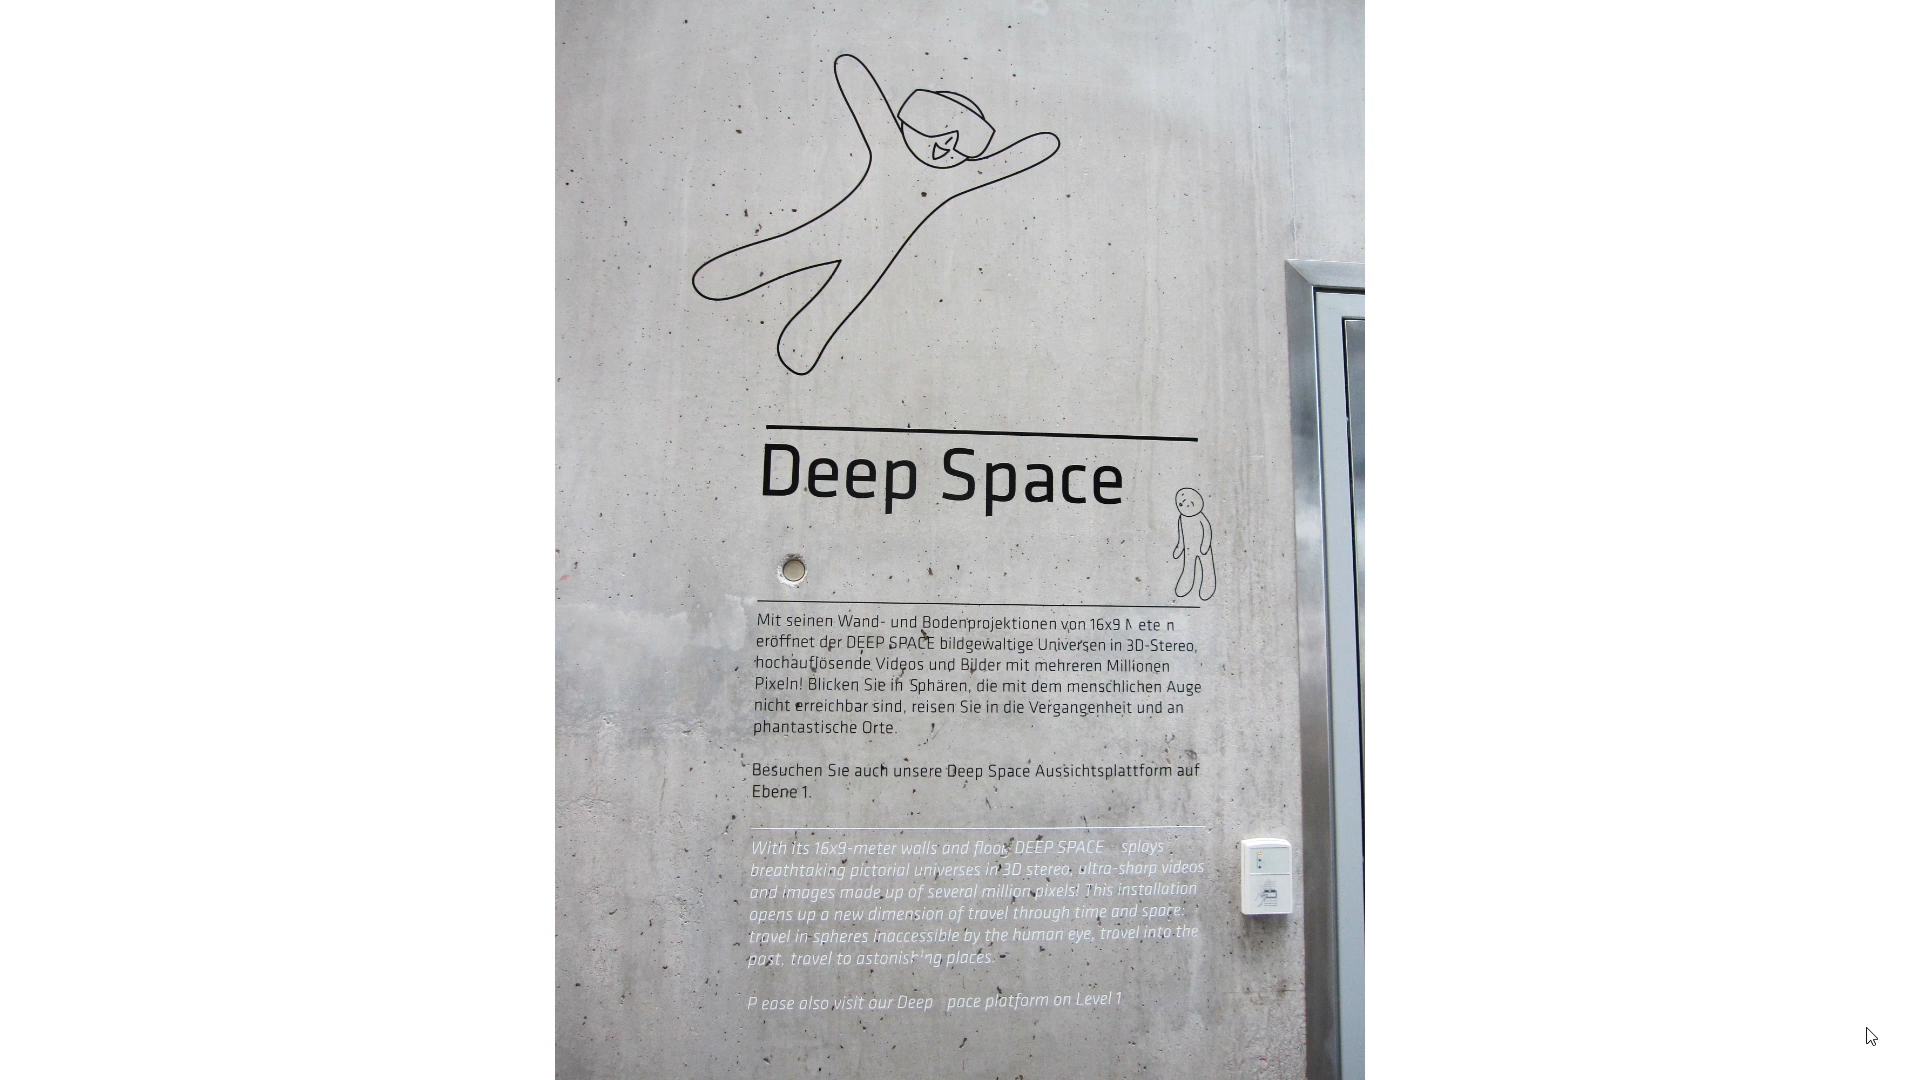 Deep Space
Mit seinen Wand- und Bodenprojektionen von 16x9 M ete n
eröffnet der DEEP SPACE bildgewaltige Universen in 3D-Stereo,
hochauflösende Videos und Bilder mit mehreren Millionen
Pixeln! Blicken Sie in Sphären, die mit dem menschlichen Auge
nicht erreichbar sind, reisen Sie in die Vergangenheit und an
phantastische Orte.
Besuchen Sie auch unsere Deep Space Aussichtsplattform auf
Ebene 1.
With its 16x9-meter walls and floor, DEEP SPACE splays
breathtaking pictorial universes in 3D stereo, ultra-sharp videos
and images made up of several million pixels! This installation
opens up a new dimension of travel through time and space:
travel in spheres inaccessible by the human eye, travel into the
past, travel to astonishing places.
P ease also visit our Deep pace platform on Level 1